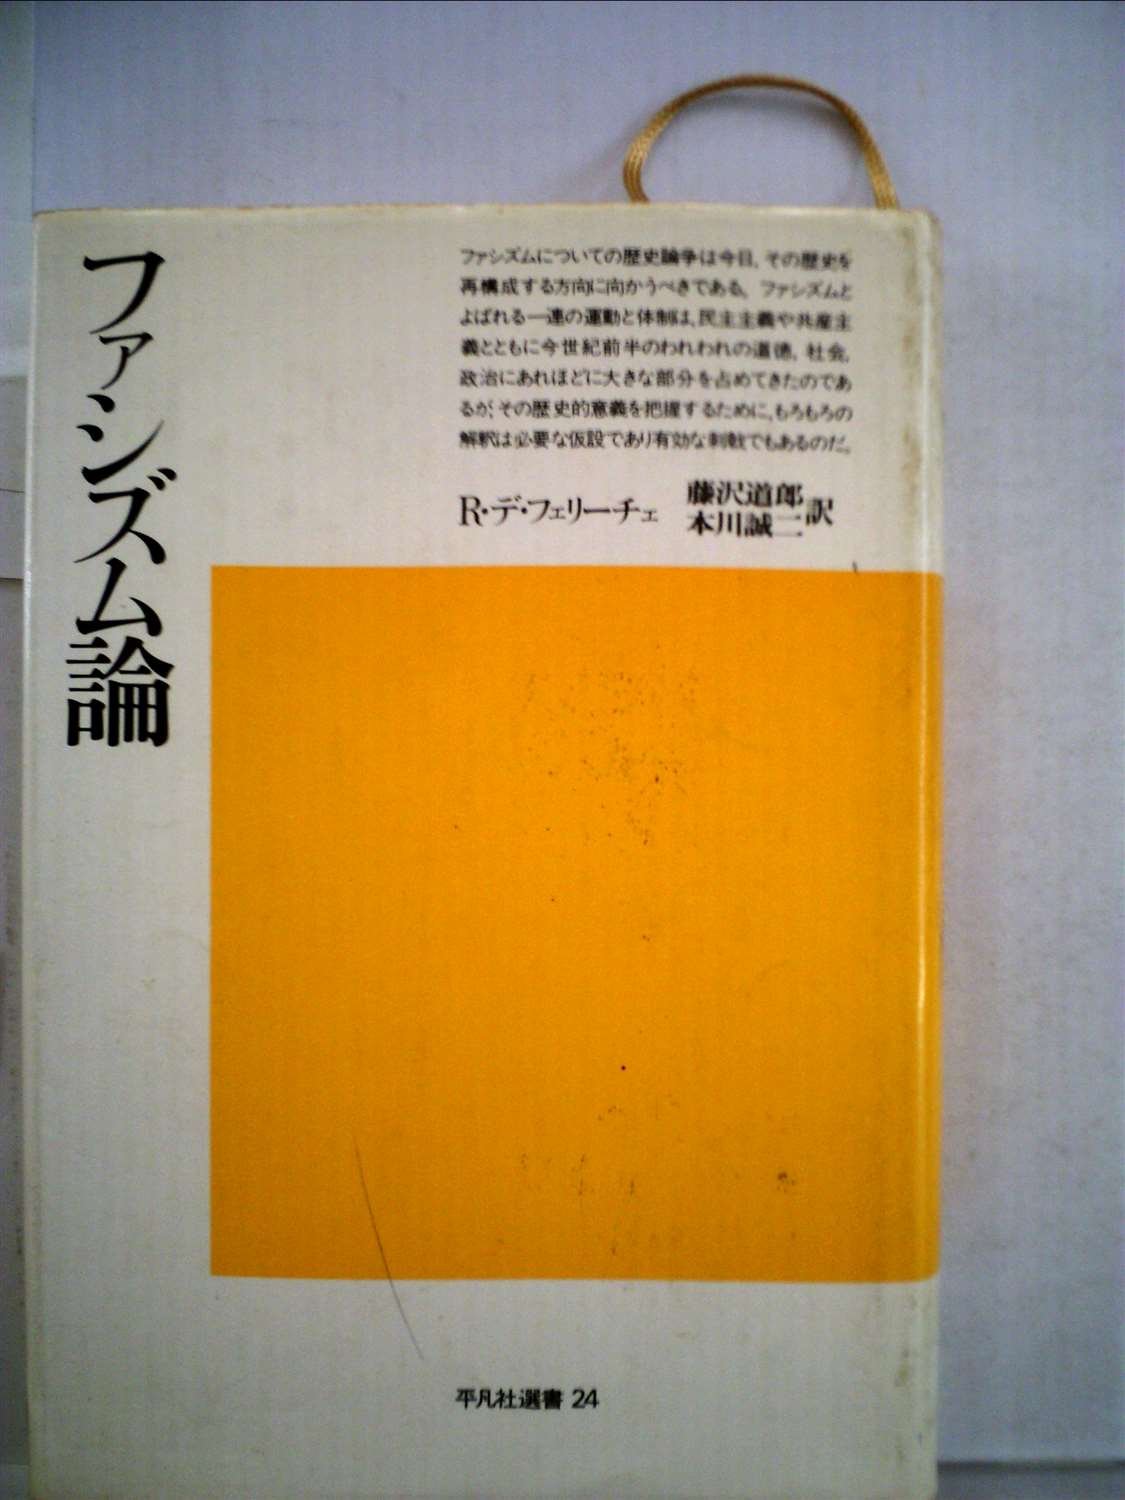 ファシズム論
ファシズムについての歴史論争は今日、その歴史を
再構成する方向に向かうべきである。ファシズムと
よばれる一連の運動と体制は、民主主義や共産主
義とともに今世紀前半のわれわれの道徳、社会、
政治にあれほどに大きな部分を占めてきたのであ
るが、その歴史的意義を把握するために、もろもろの
解釈は必要な仮設であり有効な刺戟でもあるのだ。
R・デ・フェリーチェ 藤沢道郎
本川誠二 訳
平凡社選書 24